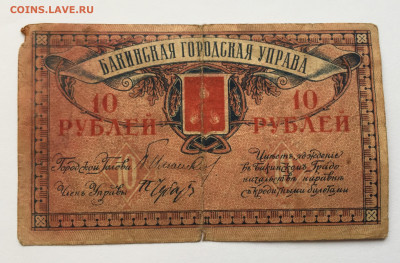 COINS.LAVE.RU
БАКИНСКАЯ ГОРОДСКАЯ УПРАВА
10 10
РУБЛЕЙ РУБЛЕЙ
Городской Голова
Членъ Управы
Имѣетъ хожденіе
въ Бакинскомъ Градо-
начальствѣ наравнѣ
съ кредитными билетами